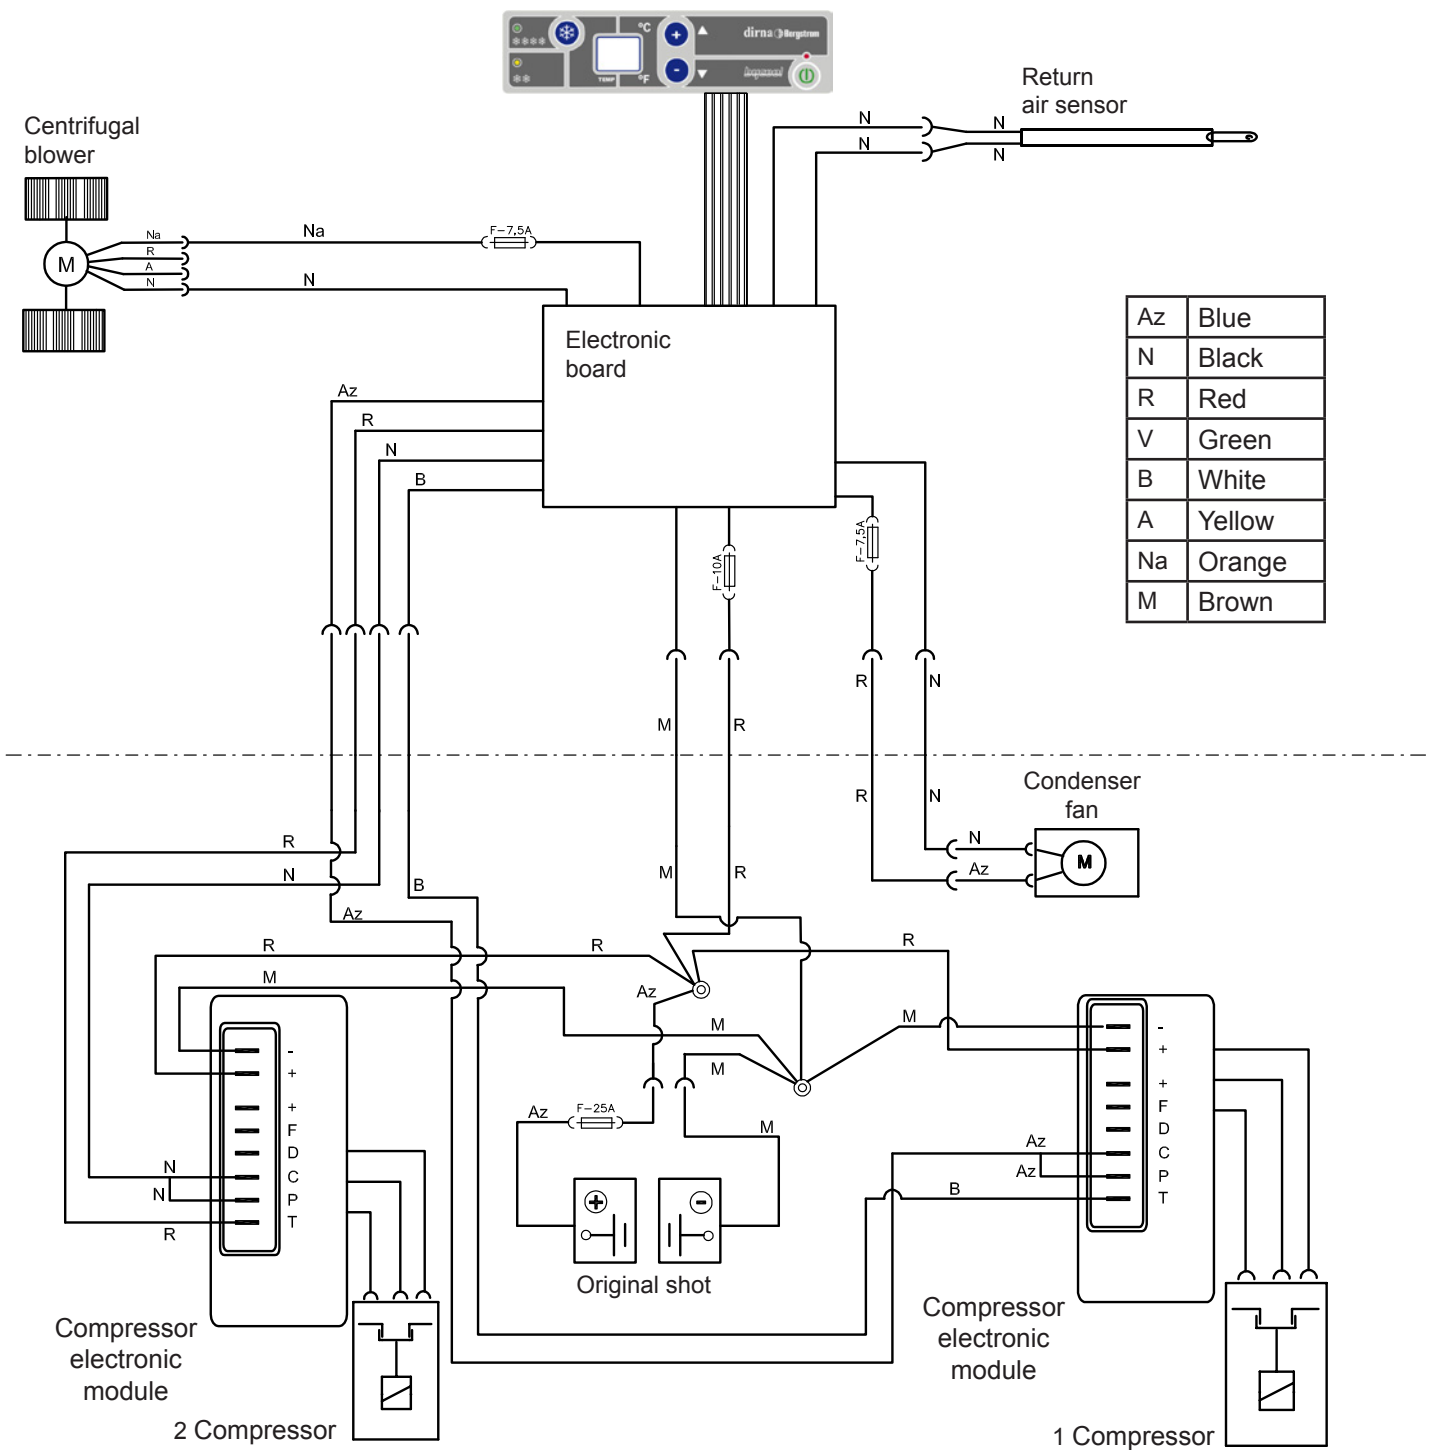 °C
dirna Bergstrom
TEMP
°F
+
-
Return
air sensor
N
N
N
N
Centrifugal
blower
M
Na
R
A
N
Na
N
F-7,5A
Electronic
board
Az Blue
N Black
R Red
V Green
B White
A Yellow
Na Orange
M Brown
Az
R
N
B
F-10A
F-7,5A
R
N
M
R
R
N
Condenser
fan
N
Az
M
R
N
Az
B
M
R
R
M
R
R
Az
M
M
M
Az
F-25A
M
+
-
Original shot
-
+
+
F
D
C
P
T
N
N
R
Compressor
electronic
module
2 Compressor
-
+
+
F
D
C
P
T
Az
Az
B
Compressor
electronic
module
1 Compressor